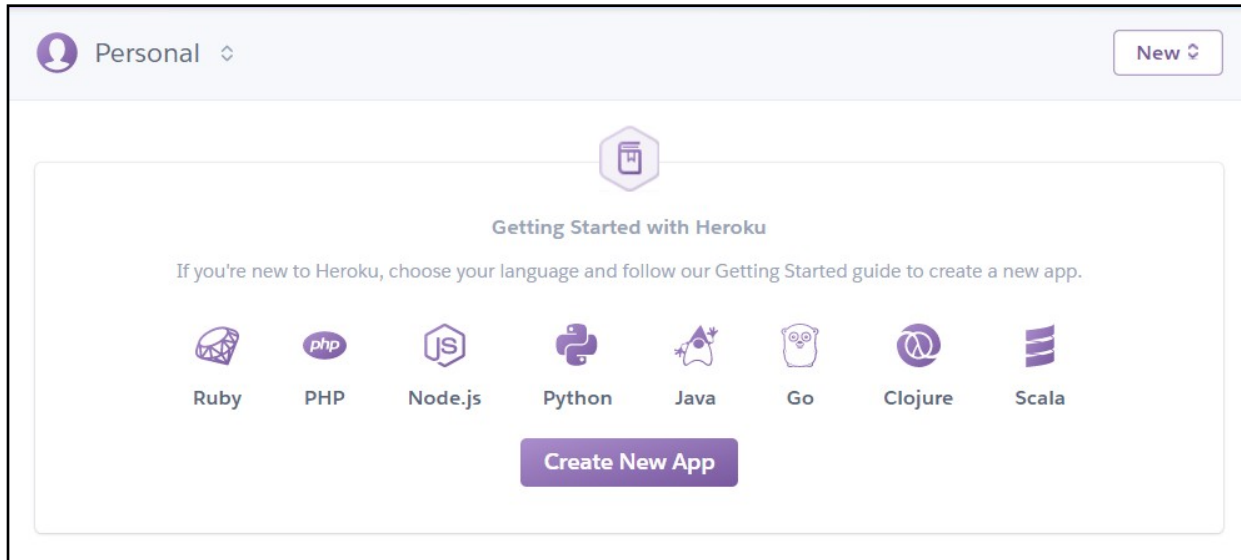 Personal
New
Getting Started with Heroku
If you're new to Heroku, choose your language and follow our Getting Started guide to create a new app.
php
JS
Ruby PHP Node.js Python Java Go Clojure Scala
Create New App